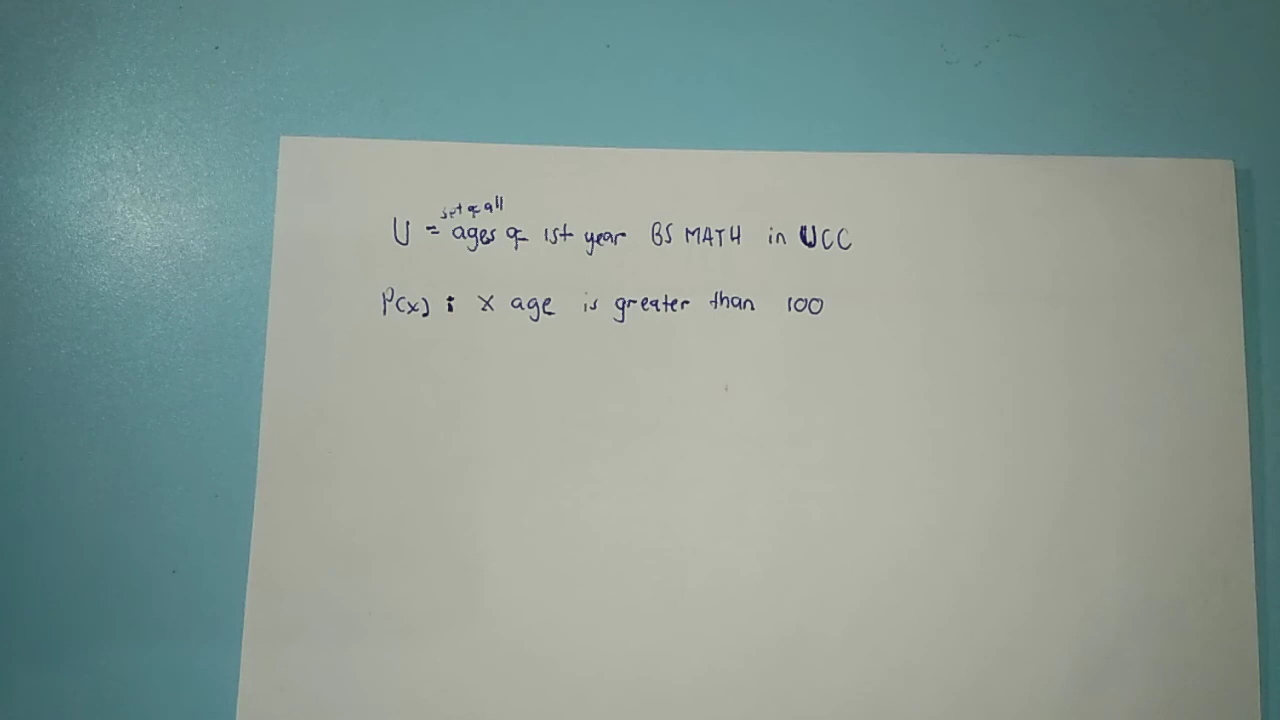 set of all
U = ages of 1st year BS MATH in UCC
P(x) : x age is greater than 100